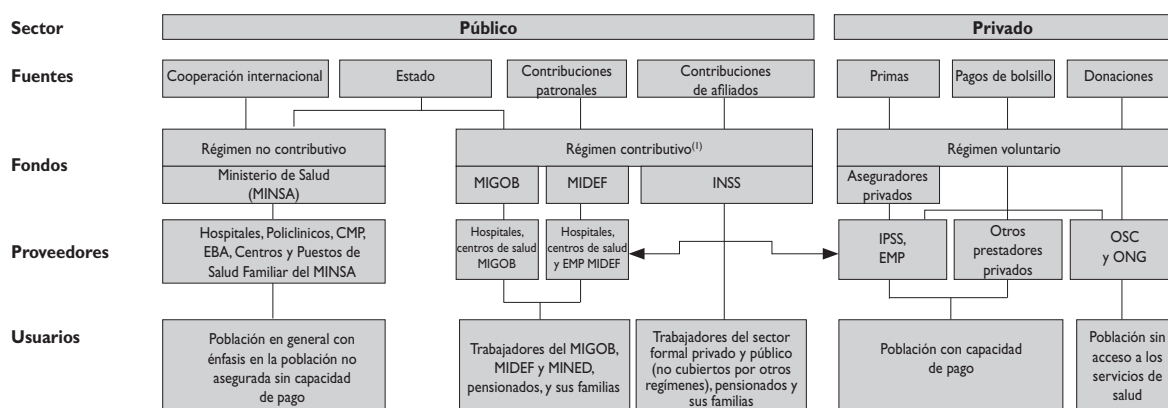 Sector
Público
Privado
Fuentes
Cooperación internacional
Estado
Contribuciones
patronales
Contribuciones
de afiliados
Primas
Pagos de bolsillo
Donaciones
Fondos
Régimen no contributivo
Ministerio de Salud
(MINSA)
Régimen contributivo(1)
MIGOB
MIDEF
INSS
Régimen voluntario
Aseguradores
privados
Proveedores
Hospitales, Policlinicos, CMP,
EBA, Centros y Puestos de
Salud Familiar del MINSA
Hospitales,
centros de salud
MIGOB
Hospitales,
centros de salud
y EMP MIDEF
IPSS,
EMP
Otros
prestadores
privados
OSC
y ONG
Usuarios
Población en general con
énfasis en la población no
asegurada sin capacidad
de pago
Trabajadores del MIGOB,
MIDEF y MINED,
pensionados, y sus familias
Trabajadores del sector
formal privado y público
(no cubiertos por otros
regímenes), pensionados y
sus familias
Población con capacidad
de pago
Población sin
acceso a los
servicios de
salud